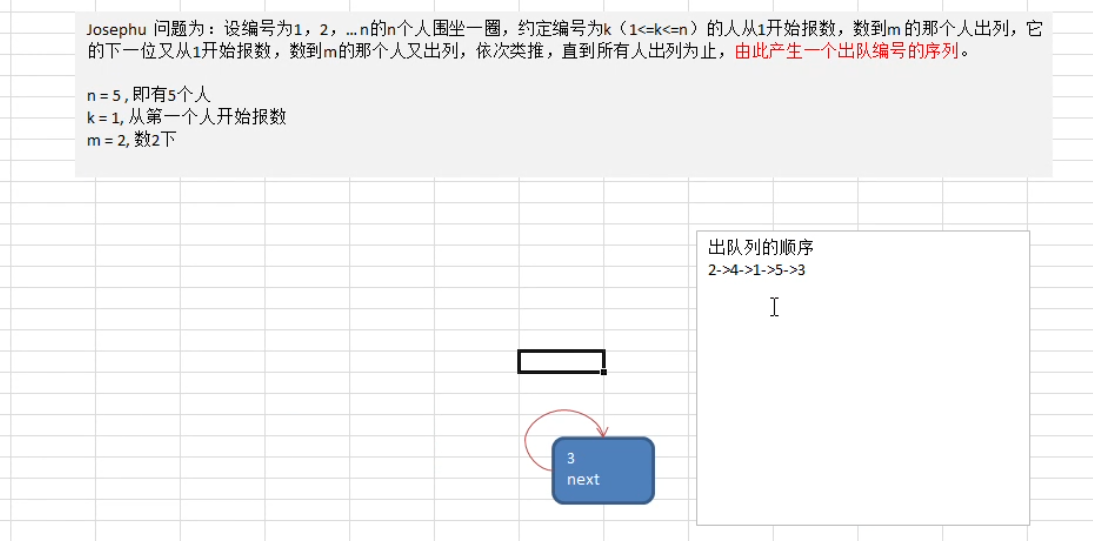 Josephu 问题为：设编号为1，2，… n的n个人围坐一圈，约定编号为k（1<=k<=n）的人从1开始报数，数到m 的那个人出列，它
的下一位又从1开始报数，数到m的那个人又出列，依次类推，直到所有人出列为止，由此产生一个出队编号的序列。
n = 5 , 即有5个人
k = 1, 从第一个人开始报数
m = 2, 数2下
出队列的顺序
2->4->1->5->3
3
next